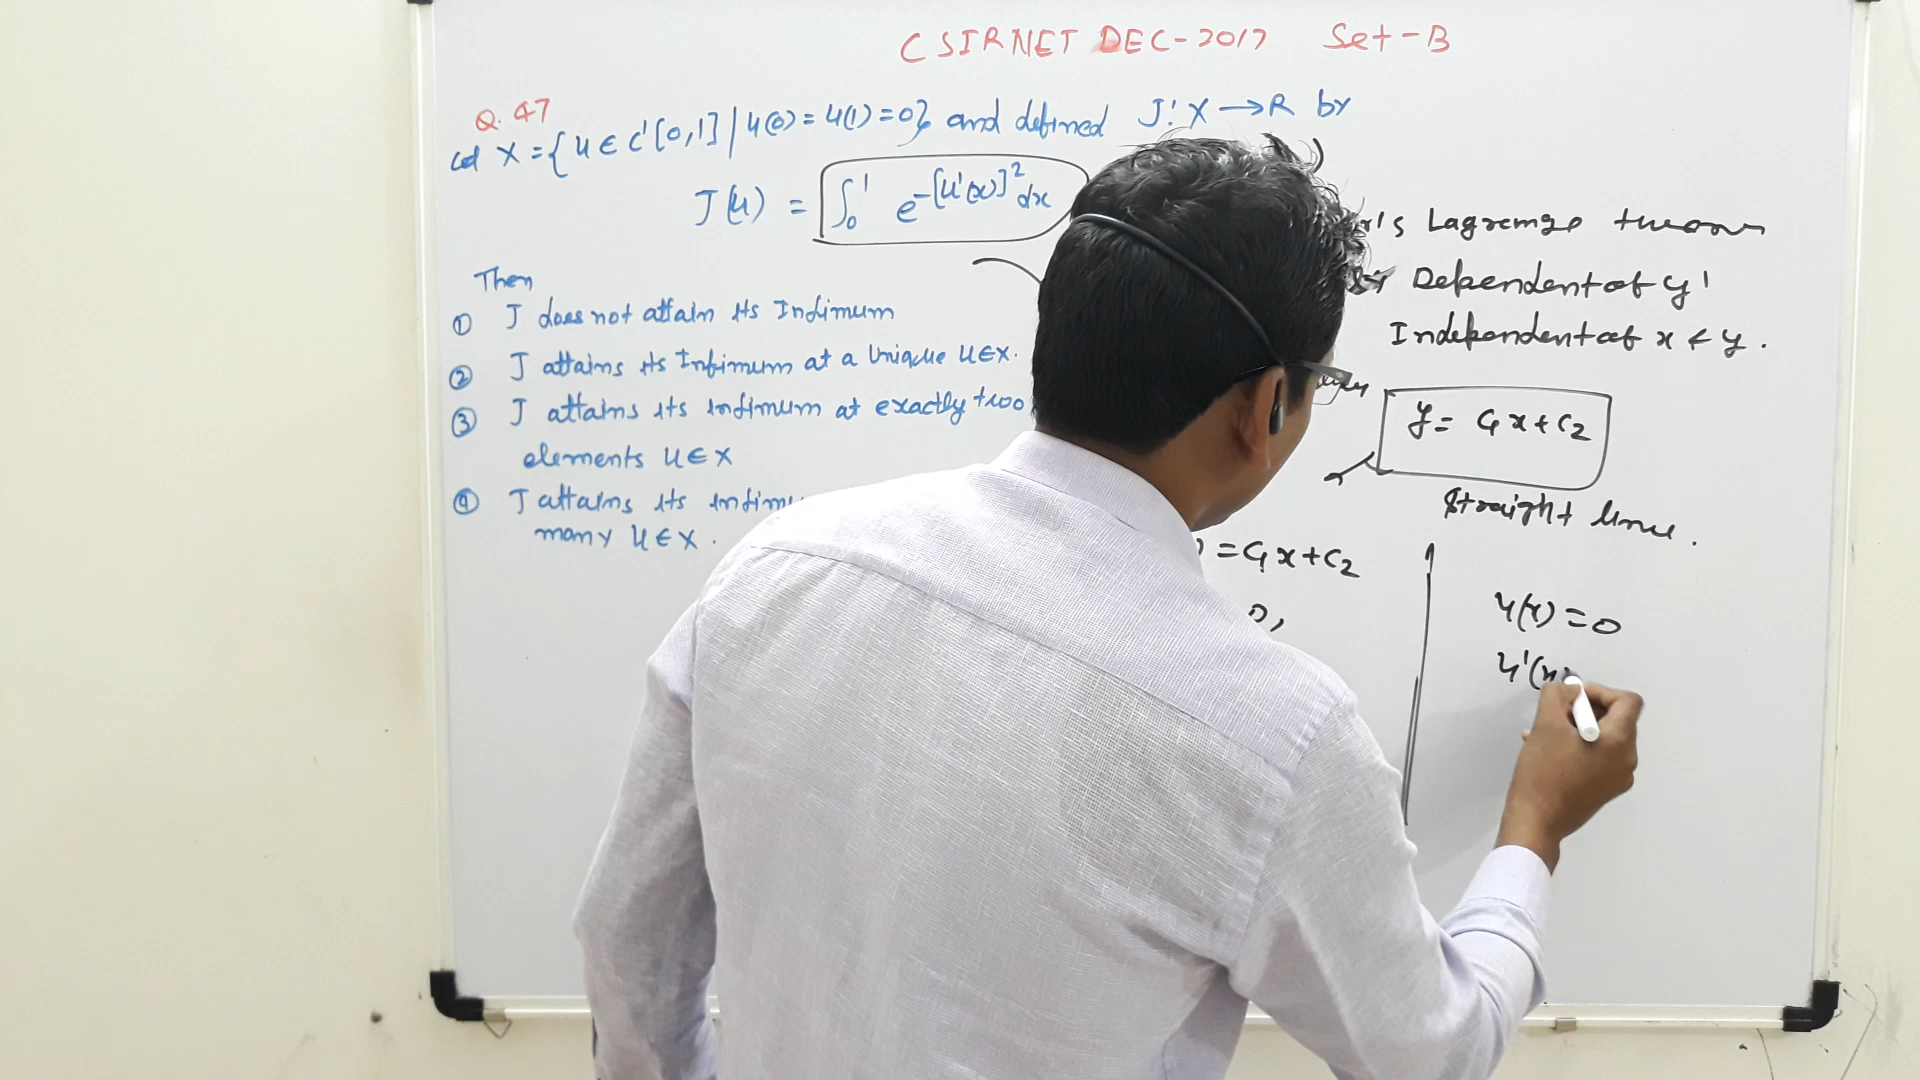 CSIRNET DEC-2017 Set-B
Q.47
Let X = {u ∈ C'[0,1] | u(0) = u(1) = 0} and defined J: X → R by
J(u) = ∫₀¹ e^-[u'(x)]² dx
Then
① J does not attain its Infimum
② J attains its Infimum at a Unique u∈X.
③ J attains its infimum at exactly two
elements u∈X
④ J attains its
many u∈X.
r's Lagrange
Dependent of y'
Independent of x & y.
y = C₁x + C₂
Straight line.
= C₁x + C₂
0,
u(x) = 0
u'(x